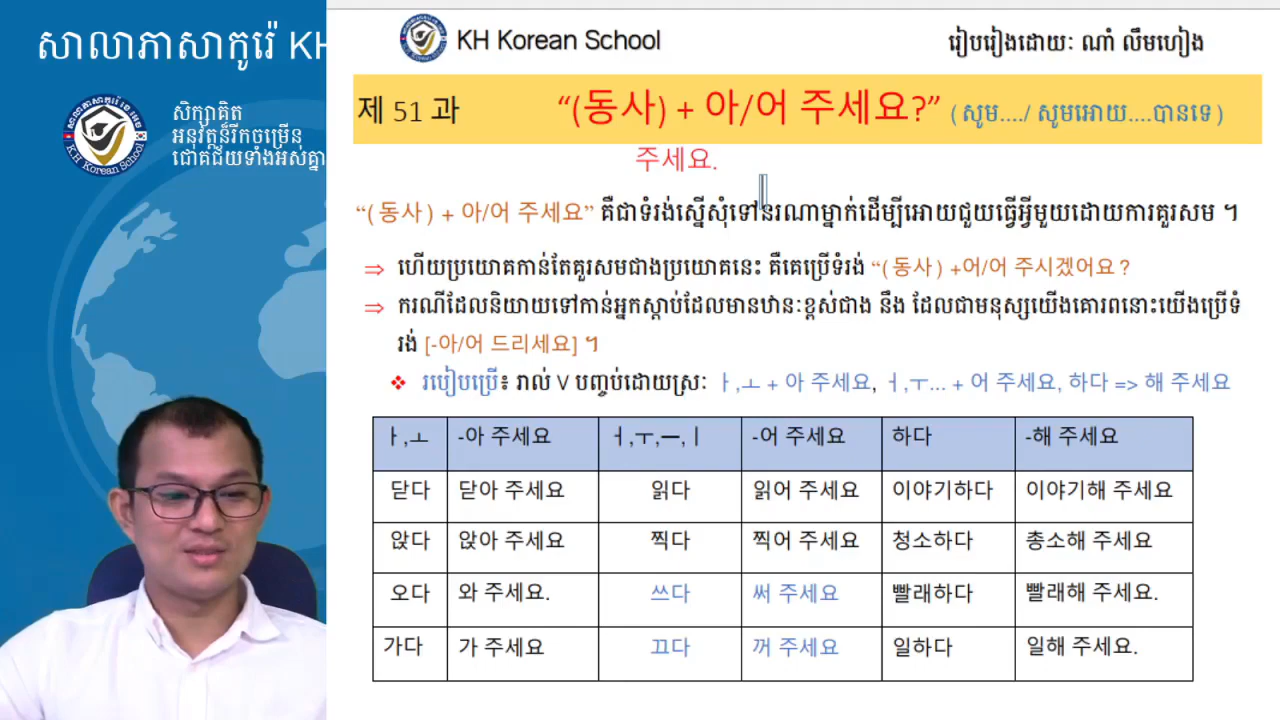 សាលាភាសាកូរ៉េ KH
សិក្សាគិត
អនុវត្តន៏រីកចម្រើន
ជោគជ័យទាំងអស់គ្នា
KH Korean School
រៀបរៀងដោយ: ណាំ លឹមហៀង
제 51 과 “(동사) + 아/어 주세요?” (សូម..../ សូមអោយ....បានទេ)
주세요.
“(동사) + 아/어 주세요” គឺជាទំរង់ស្នើសុំទៅនរណាម្នាក់ដើម្បីអោយជួយធ្វើអ្វីមួយដោយការគួរសម ។
⇒ ហើយប្រយោគកាន់តែគួរសមជាងប្រយោគនេះ គឺគេប្រើទំរង់ “(동사) +어/어 주시겠어요?
⇒ ករណីដែលនិយាយទៅកាន់អ្នកស្តាប់ដែលមានឋានៈខ្ពស់ជាង នឹង ដែលជាមនុស្សយើងគោរពនោះយើងប្រើទំ
រង់ [-아/어 드리세요] ។
❖ របៀបប្រើ៖ រាល់ V បញ្ចប់ដោយស្រៈ ㅏ,ㅗ + 아 주세요, ㅓ,ㅜ... + 어 주세요, 하다 => 해 주세요
ㅏ,ㅗ -아 주세요 ㅓ,ㅜ,ㅡ,ㅣ -어 주세요 하다 -해 주세요
닫다 닫아 주세요 읽다 읽어 주세요 이야기하다 이야기해 주세요
앉다 앉아 주세요 찍다 찍어 주세요 청소하다 총소해 주세요
오다 와 주세요. 쓰다 써 주세요 빨래하다 빨래해 주세요.
가다 가 주세요 끄다 꺼 주세요 일하다 일해 주세요.